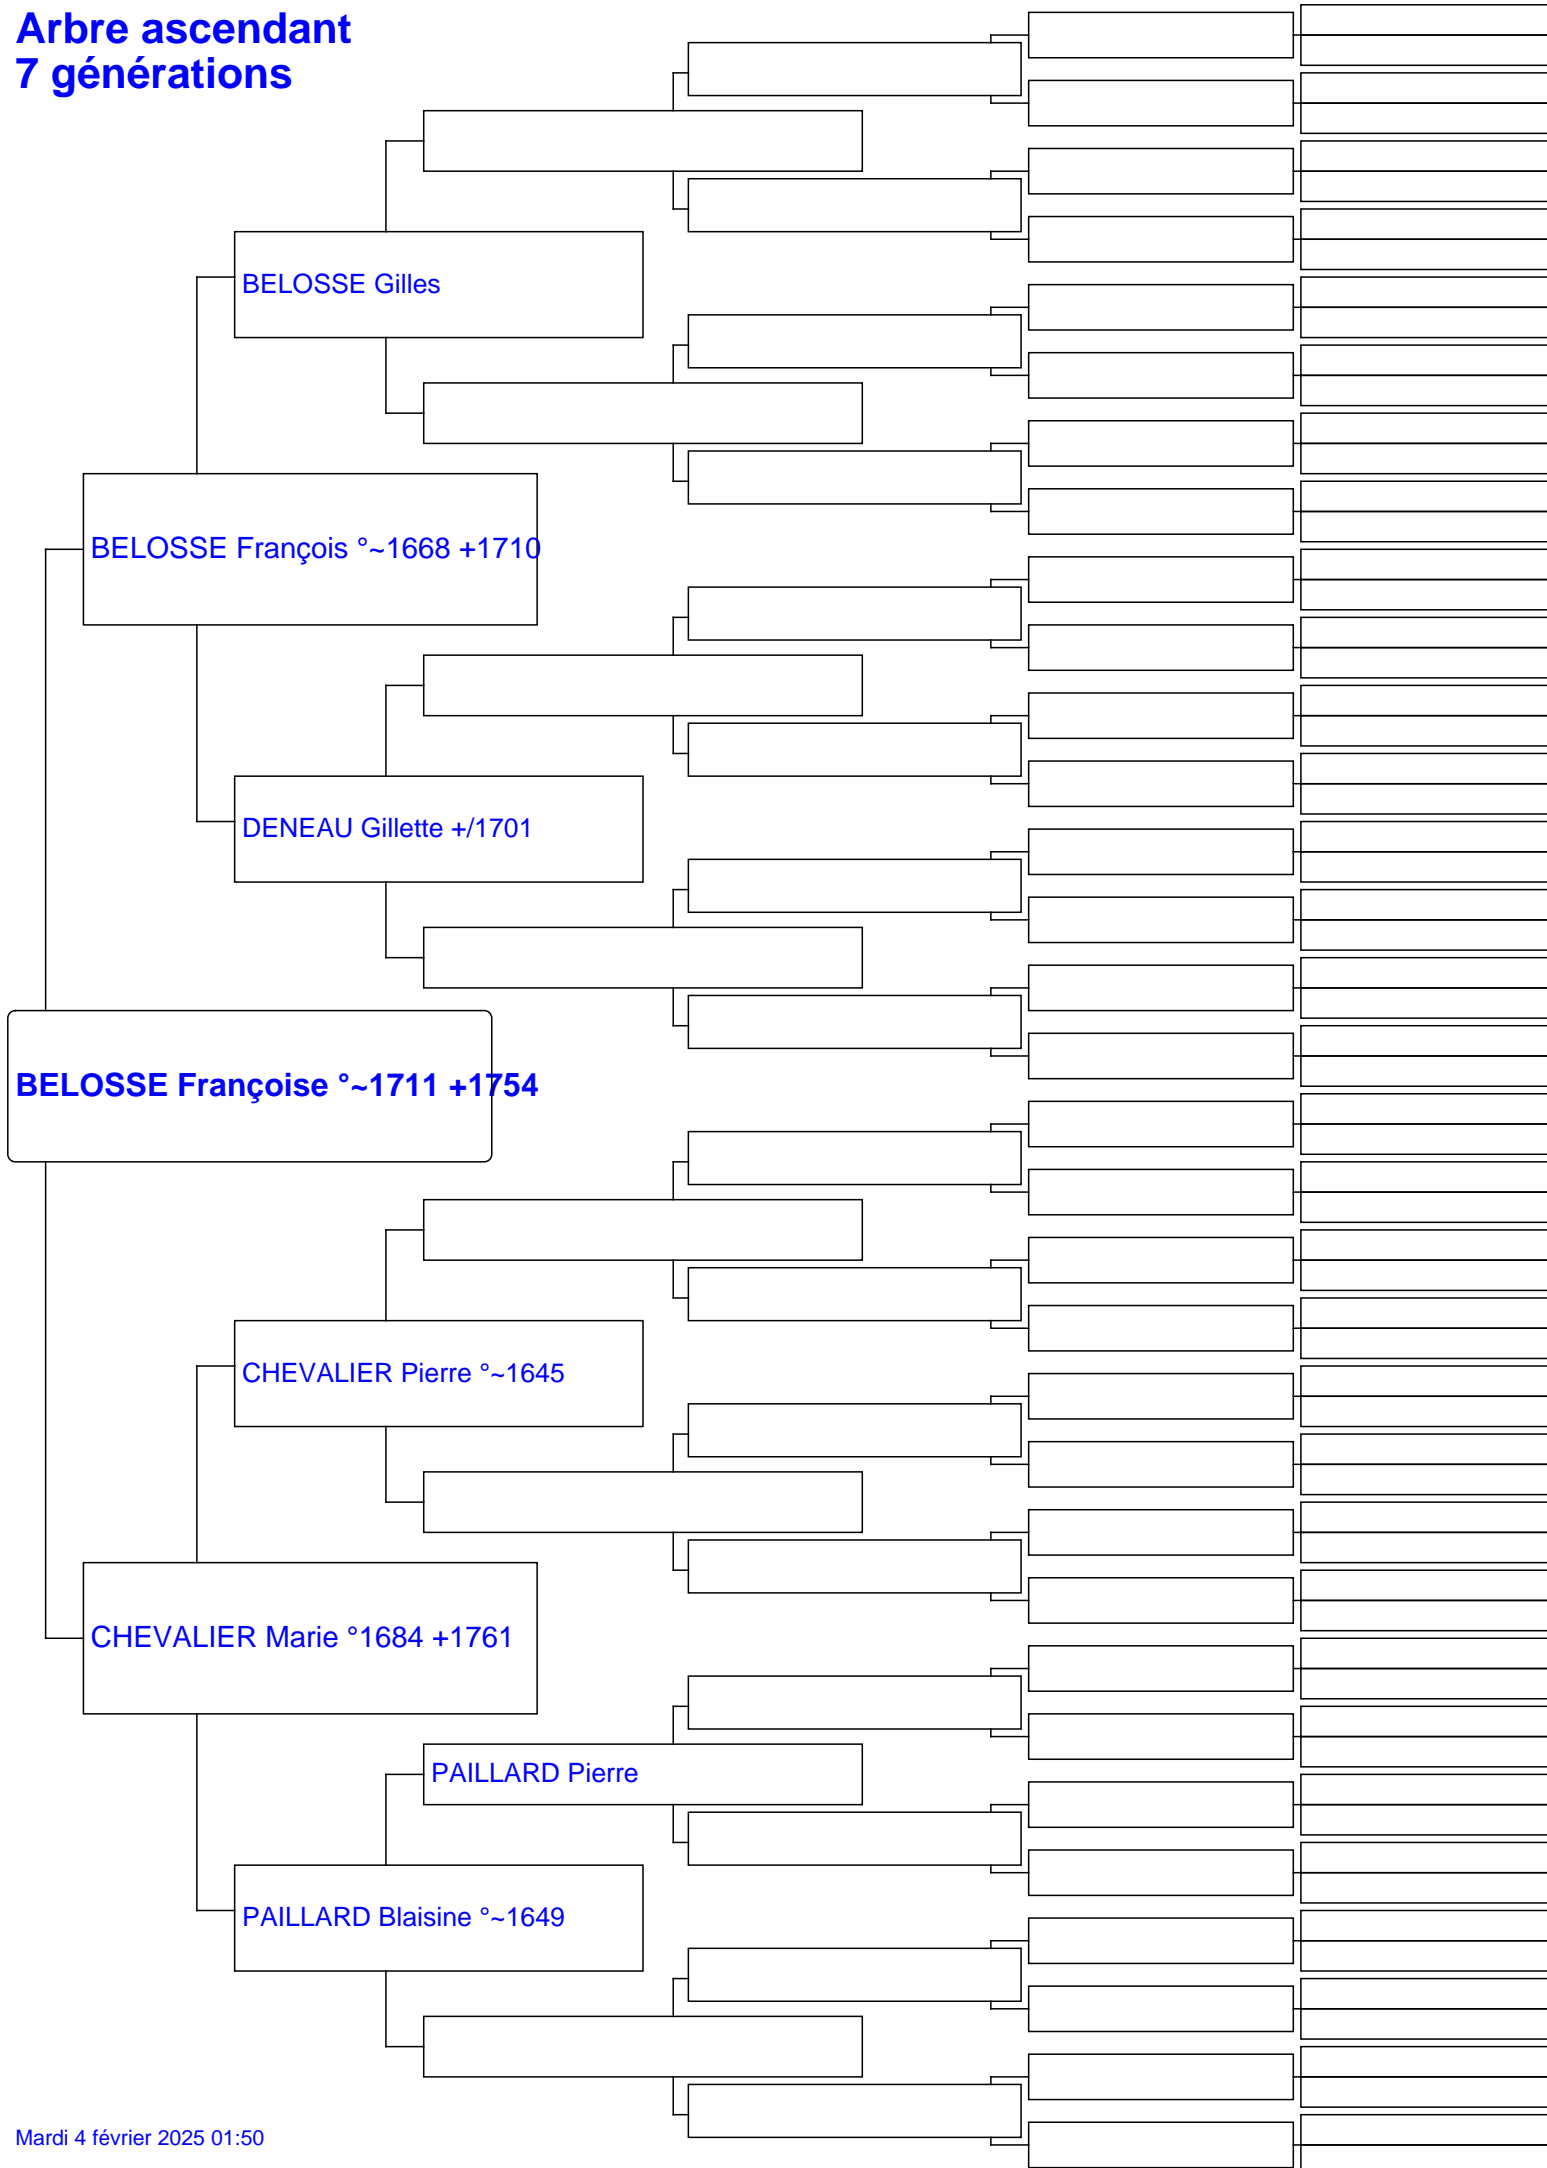 Arbre ascendant
7 générations
BELOSSE Gilles
BELOSSE François °~1668 +1710
DENEAU Gillette +/1701
BELOSSE Françoise °~1711 +1754
CHEVALIER Pierre °~1645
CHEVALIER Marie °1684 +1761
PAILLARD Pierre
PAILLARD Blaisine °~1649
Mardi 4 février 2025 01:50